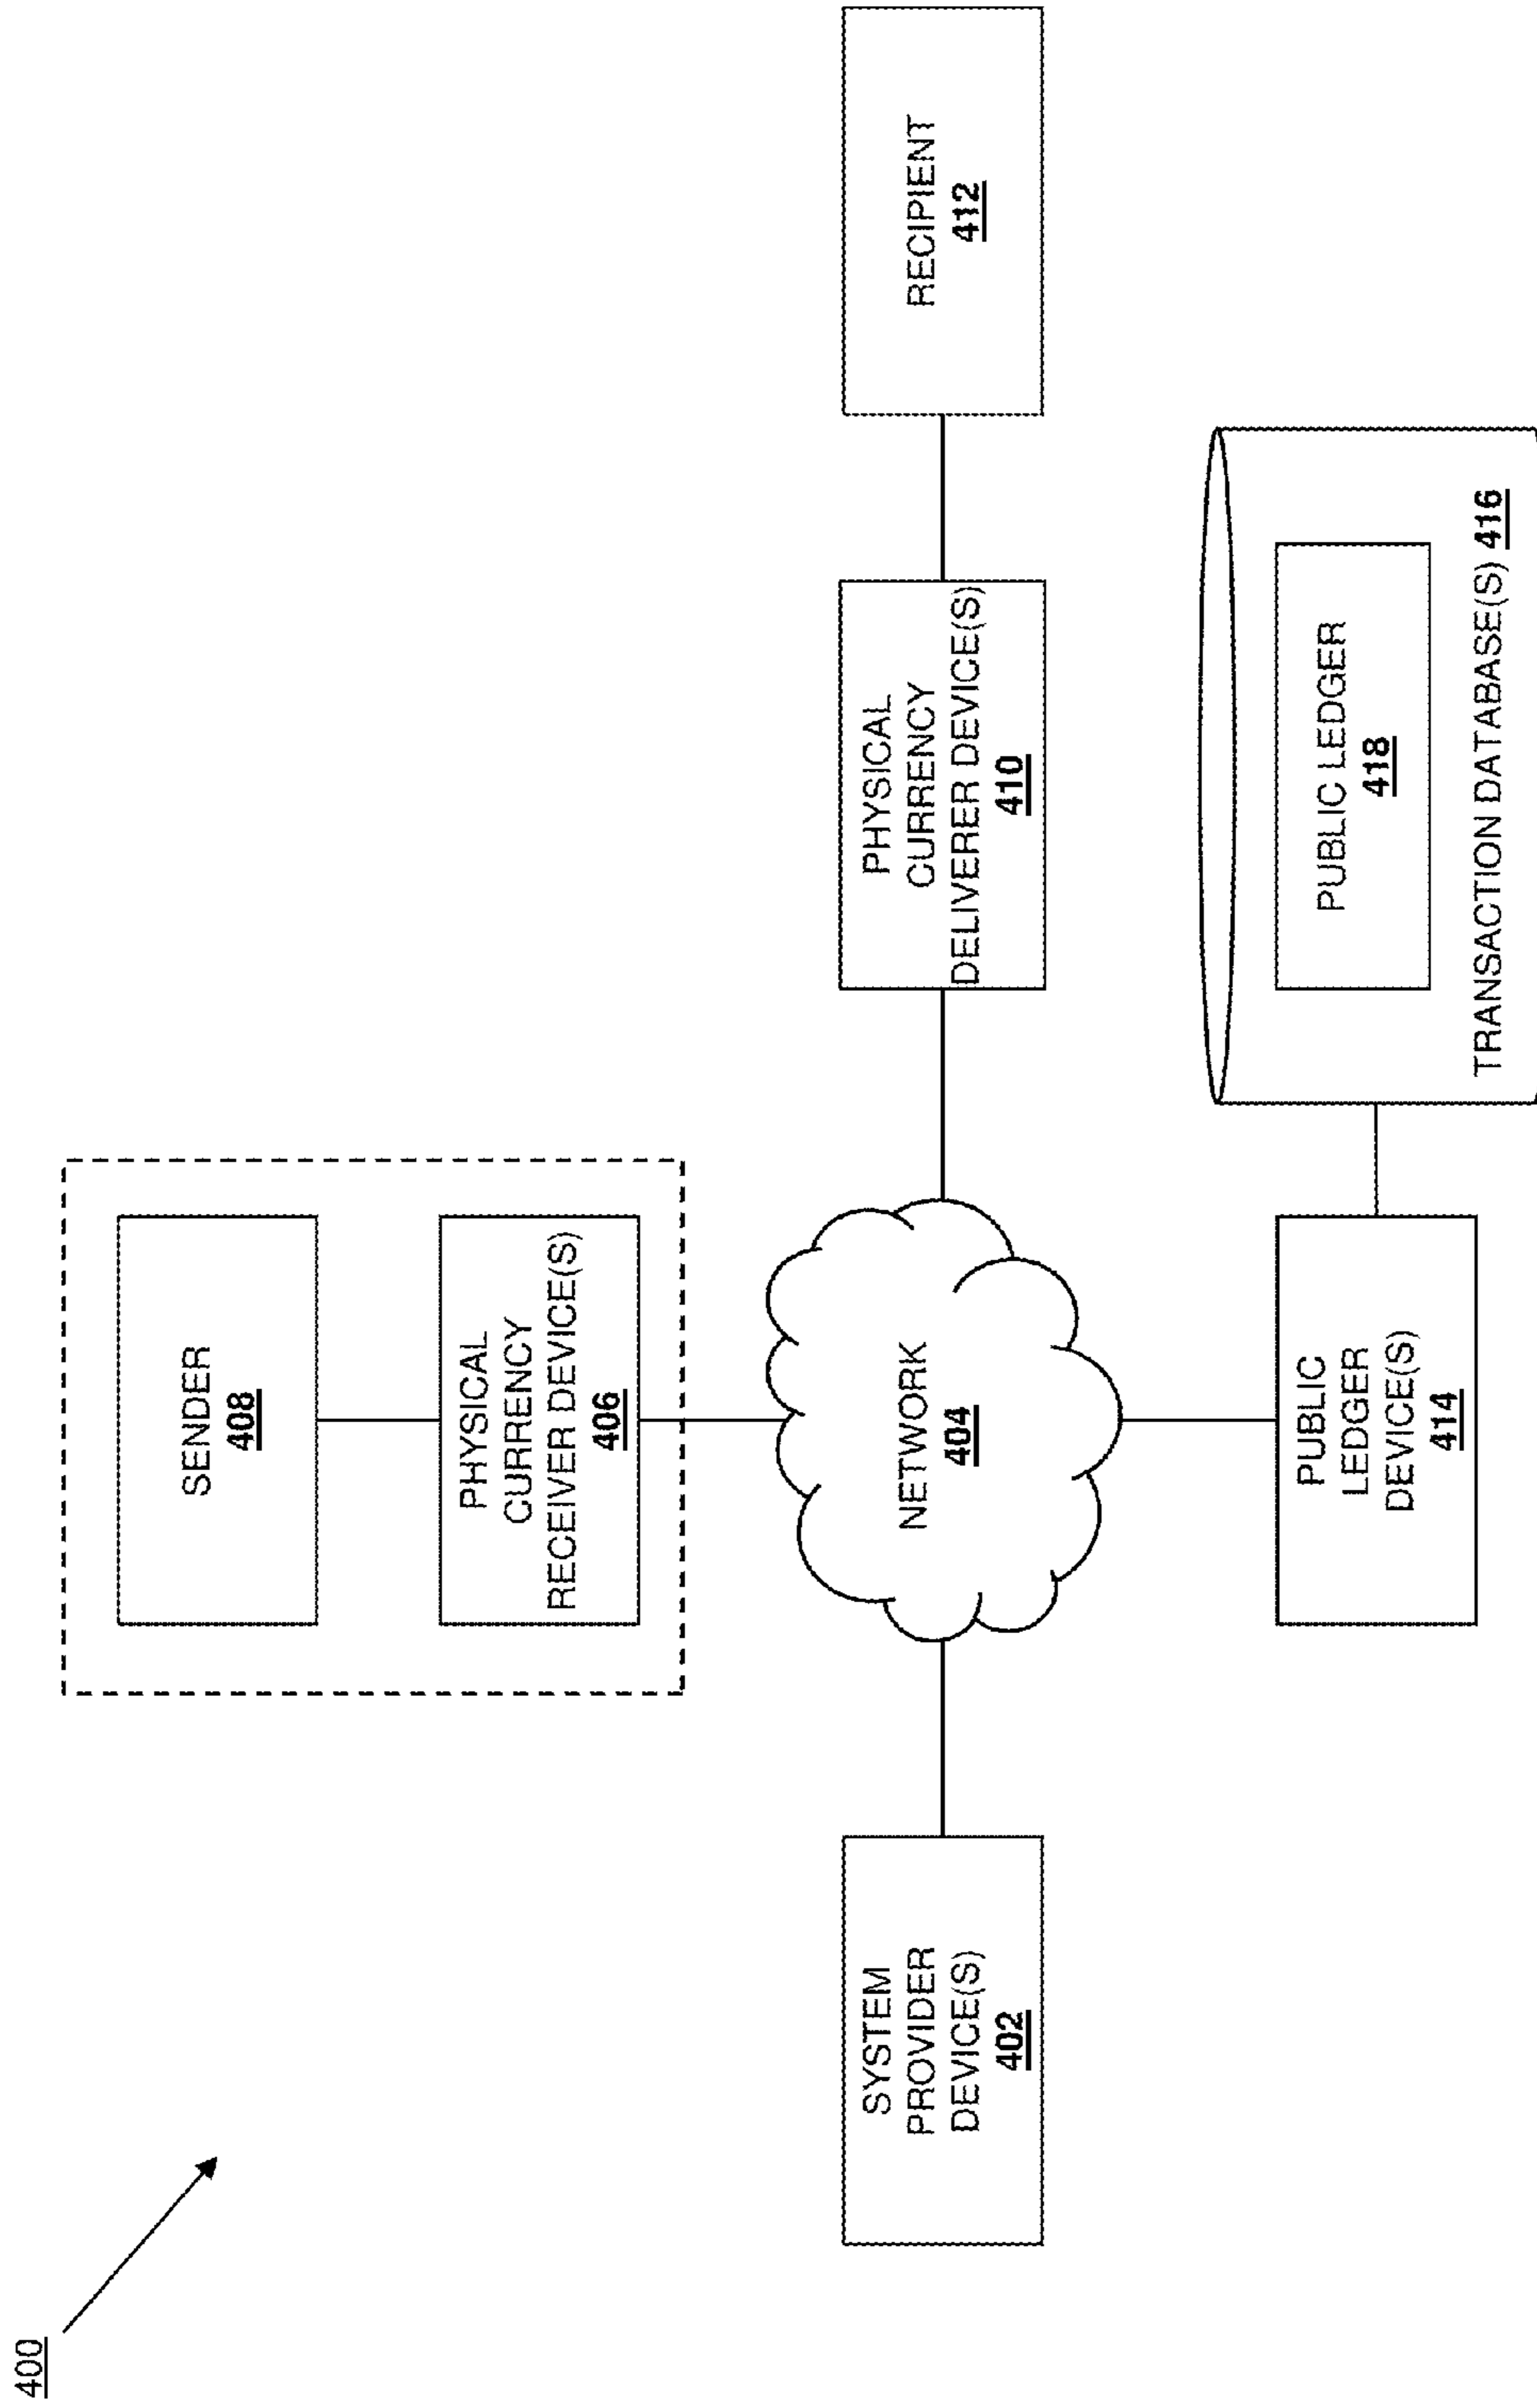 400
SENDER
408
PHYSICAL
CURRENCY
RECEIVER DEVICE(S)
406
SYSTEM
PROVIDER
DEVICE(S)
402
NETWORK
404
PHYSICAL
CURRENCY
DELIVERER DEVICE(S)
410
RECIPIENT
412
PUBLIC
LEDGER
DEVICE(S)
414
PUBLIC LEDGER
418
TRANSACTION DATABASE(S) 416